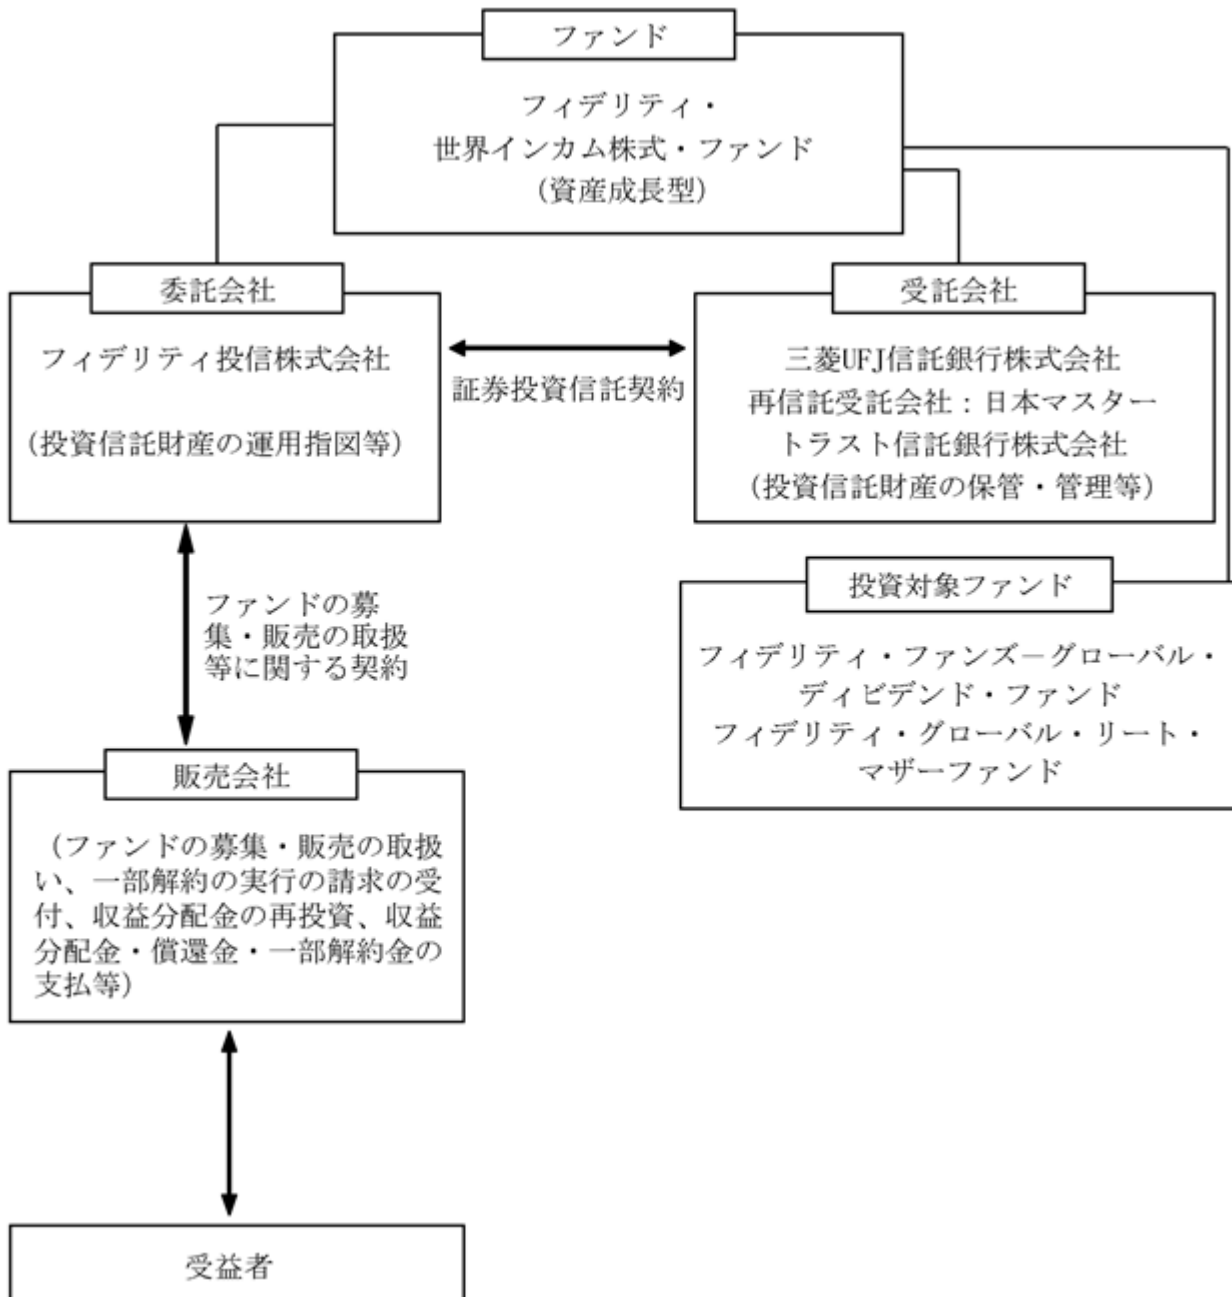 ファンド
フィデリティ・
世界インカム株式・ファンド
(資産成長型)
委託会社
フィデリティ投信株式会社
(投資信託財産の運用指図等)
証券投資信託契約
受託会社
三菱UFJ信託銀行株式会社
再信託受託会社：日本マスター
トラスト信託銀行株式会社
(投資信託財産の保管・管理等)
ファンドの募
集・販売の取扱
等に関する契約
投資対象ファンド
フィデリティ・ファンズ－グローバル・
ディビデンド・ファンド
フィデリティ・グローバル・リート・
マザーファンド
販売会社
(ファンドの募集・販売の取扱
い、一部解約の実行の請求の受
付、収益分配金の再投資、収益
分配金・償還金・一部解約金の
支払等)
受益者